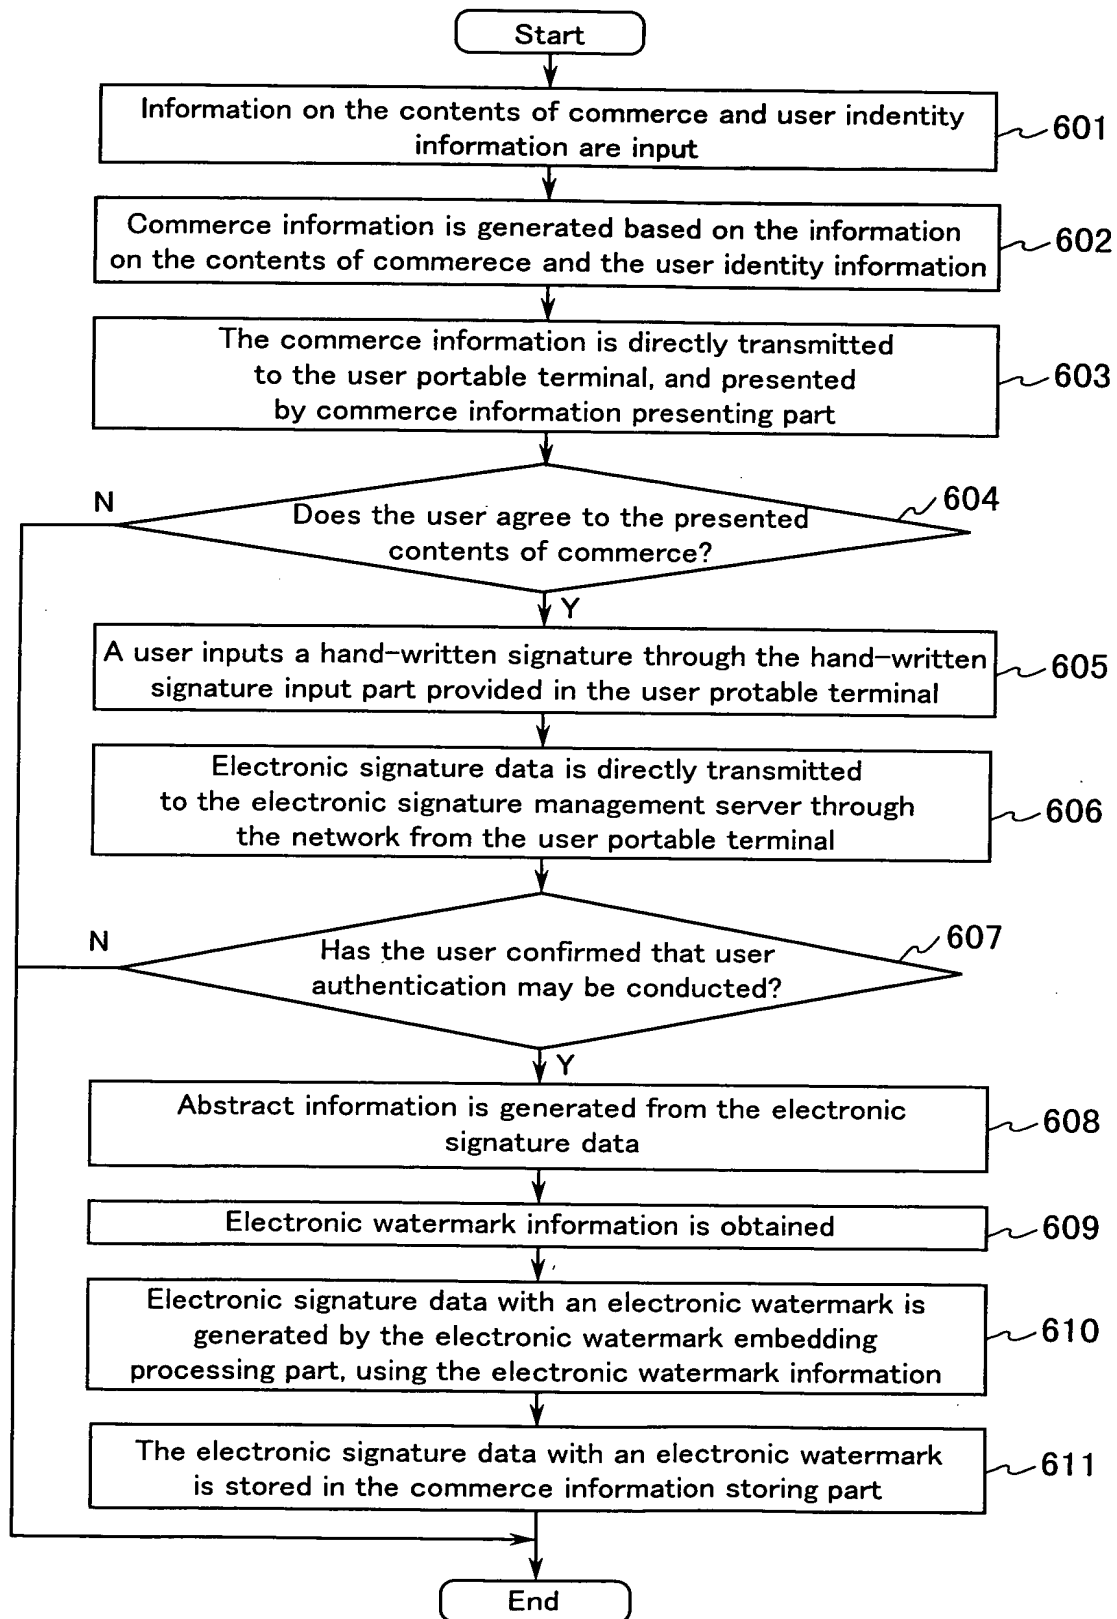 Start
Information on the contents of commerce and user indentity
information are input
601
Commerce information is generated based on the information
on the contents of commerece and the user identity information
602
The commerce information is directly transmitted
to the user portable terminal, and presented
by commerce information presenting part
603
N
604
Does the user agree to the presented
contents of commerce?
Y
A user inputs a hand-written signature through the hand-written
signature input part provided in the user protable terminal
605
Electronic signature data is directly transmitted
to the electronic signature management server through
the network from the user portable terminal
606
N
607
Has the user confirmed that user
authentication may be conducted?
Y
Abstract information is generated from the electronic
signature data
608
Electronic watermark information is obtained
609
Electronic signature data with an electronic watermark is
generated by the electronic watermark embedding
processing part, using the electronic watermark information
610
The electronic signature data with an electronic watermark
is stored in the commerce information storing part
611
End